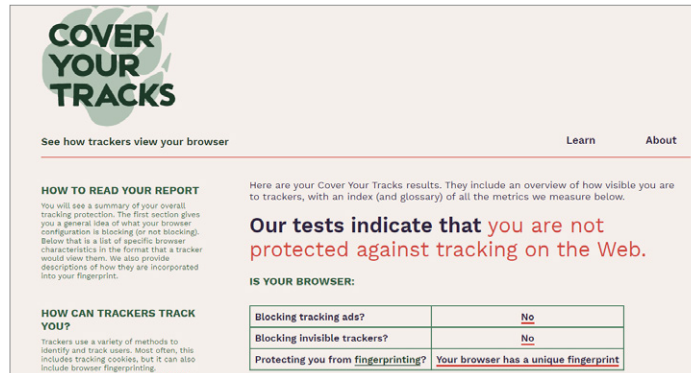 COVER
YOUR
TRACKS
See how trackers view your browser
Learn
About
HOW TO READ YOUR REPORT
You will see a summary of your overall
tracking protection. The first section gives
you a general idea of what your browser
configuration is blocking (or not blocking).
Below that is a list of specific browser
characteristics in the format that a tracker
would view them. We also provide
descriptions of how they are incorporated
into your fingerprint.
HOW CAN TRACKERS TRACK
YOU?
Trackers use a variety of methods to
identify and track users. Most often, this
includes tracking cookies, but it can also
include browser fingerprinting.
Here are your Cover Your Tracks results. They include an overview of how visible you are
to trackers, with an index (and glossary) of all the metrics we measure below.
Our tests indicate that you are not
protected against tracking on the Web.
IS YOUR BROWSER:
Blocking tracking ads? No
Blocking invisible trackers? No
Protecting you from fingerprinting? Your browser has a unique fingerprint